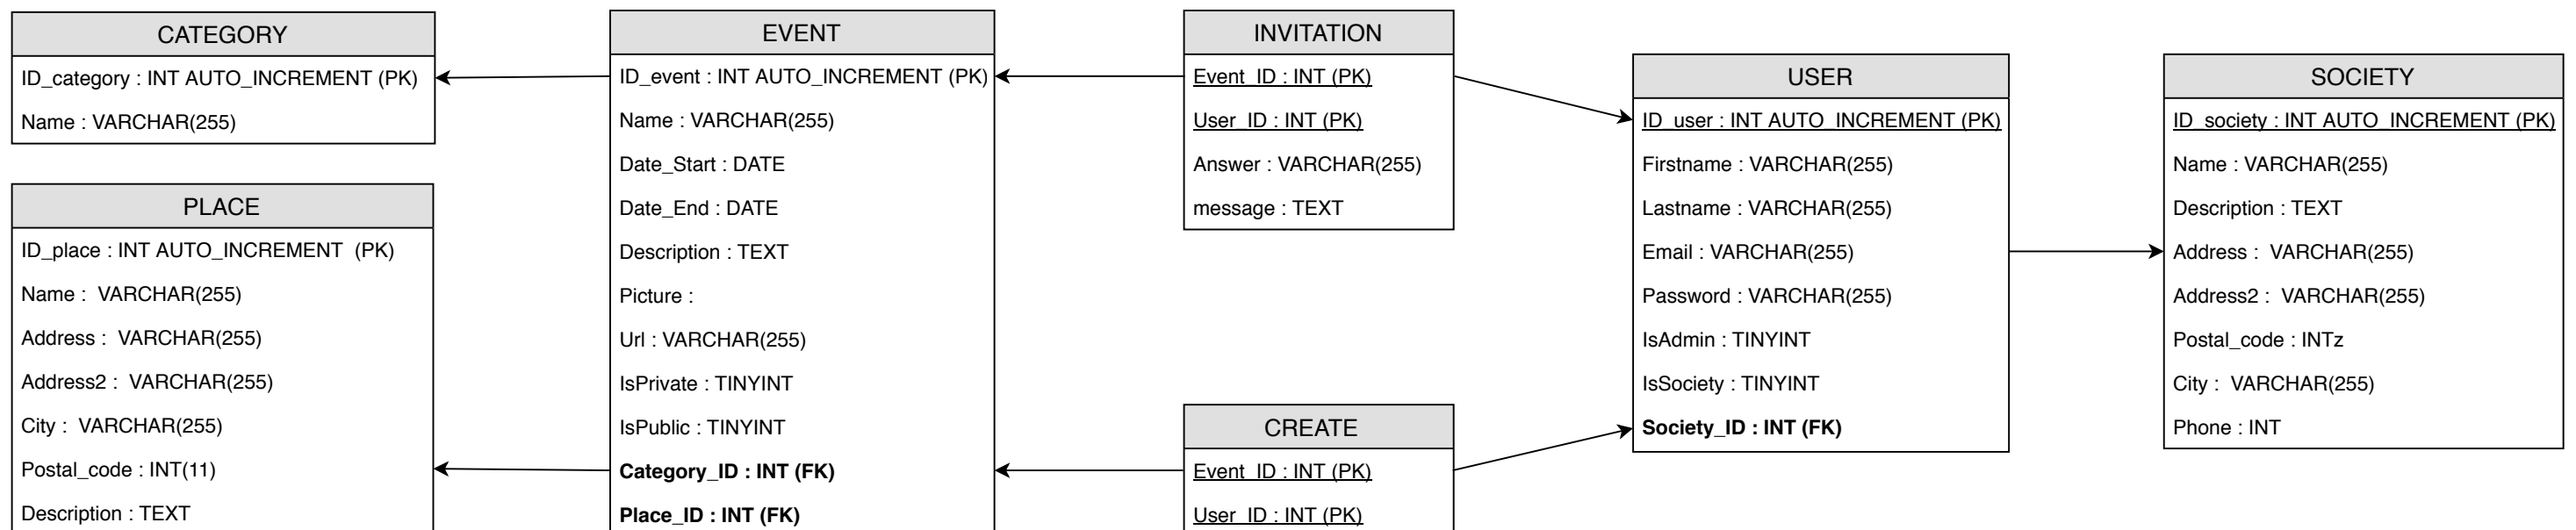 CATEGORY
ID_category : INT AUTO_INCREMENT (PK)
Name : VARCHAR(255)
PLACE
ID_place : INT AUTO_INCREMENT  (PK)
Name :  VARCHAR(255)
Address :  VARCHAR(255)
Address2 :  VARCHAR(255)
City :  VARCHAR(255)
Postal_code : INT(11)
Description : TEXT
EVENT
ID_event : INT AUTO_INCREMENT (PK)
Name : VARCHAR(255)
Date_Start : DATE
Date_End : DATE
Description : TEXT
Picture :
Url : VARCHAR(255)
IsPrivate : TINYINT
IsPublic : TINYINT
Category_ID : INT (FK)
Place_ID : INT (FK)
INVITATION
Event_ID : INT (PK)
User_ID : INT (PK)
Answer : VARCHAR(255)
message : TEXT
CREATE
Event_ID : INT (PK)
User_ID : INT (PK)
USER
ID_user : INT AUTO_INCREMENT (PK)
Firstname : VARCHAR(255)
Lastname : VARCHAR(255)
Email : VARCHAR(255)
Password : VARCHAR(255)
IsAdmin : TINYINT
IsSociety : TINYINT
Society_ID : INT (FK)
SOCIETY
ID_society : INT AUTO_INCREMENT (PK)
Name : VARCHAR(255)
Description : TEXT
Address :  VARCHAR(255)
Address2 :  VARCHAR(255)
Postal_code : INTz
City :  VARCHAR(255)
Phone : INT